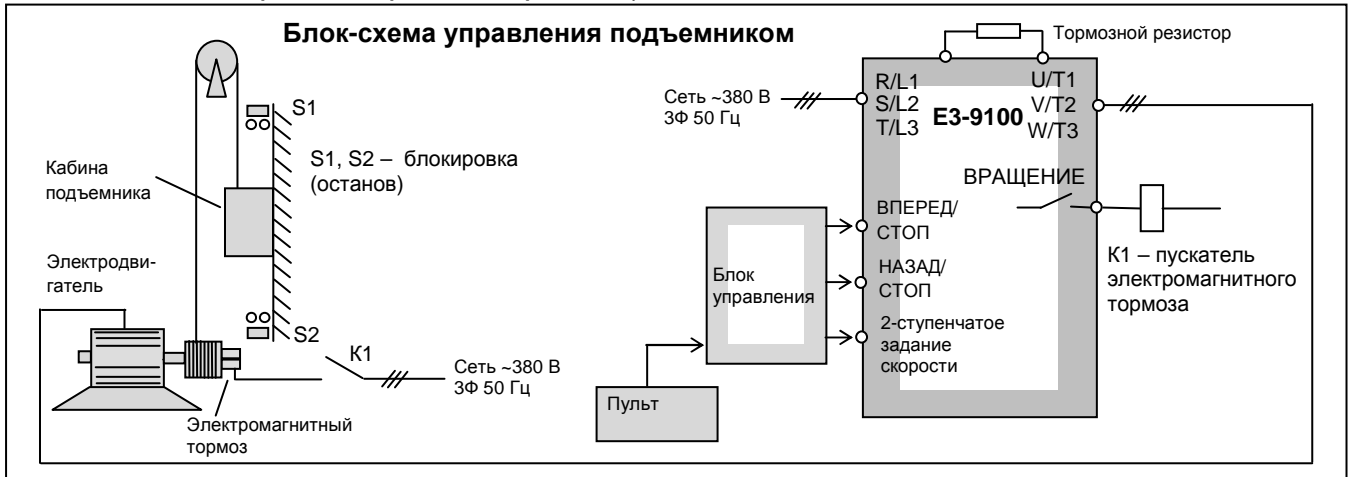 Блок-схема управления подъемником
Тормозной резистор
S1
S1, S2 – блокировка
(останов)
Кабина
подъемника
Электродви-
гатель
S2
К1
Сеть ~380 В
3Ф 50 Гц
Электромагнитный
тормоз
Сеть ~380 В
3Ф 50 Гц
R/L1
S/L2
T/L3
E3-9100
U/T1
V/T2
W/T3
ВРАЩЕНИЕ
ВПЕРЕД/
СТОП
НАЗАД/
СТОП
2-ступенчатое
задание
скорости
Блок
управления
Пульт
К1 – пускатель
электромагнитного
тормоза